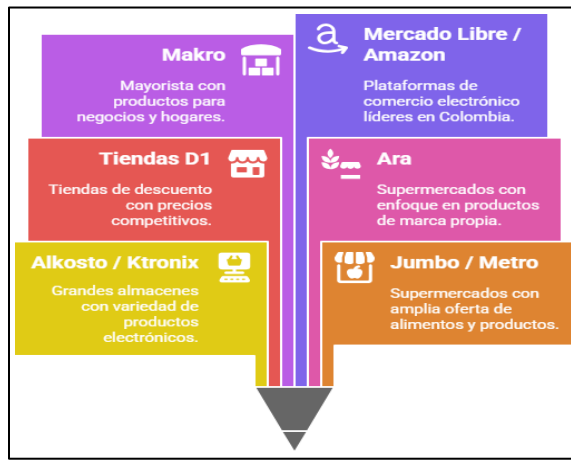 Makro
Mayorista con
productos para
negocios y hogares.
Mercado Libre /
Amazon
Plataformas de
comercio electrónico
líderes en Colombia.
Tiendas D1
Tiendas de descuento
con precios
competitivos.
Ara
Supermercados con
enfoque en productos
de marca propia.
Alkosto / Ktronix
Grandes almacenes
con variedad de
productos
electrónicos.
Jumbo / Metro
Supermercados con
amplia oferta de
alimentos y productos.